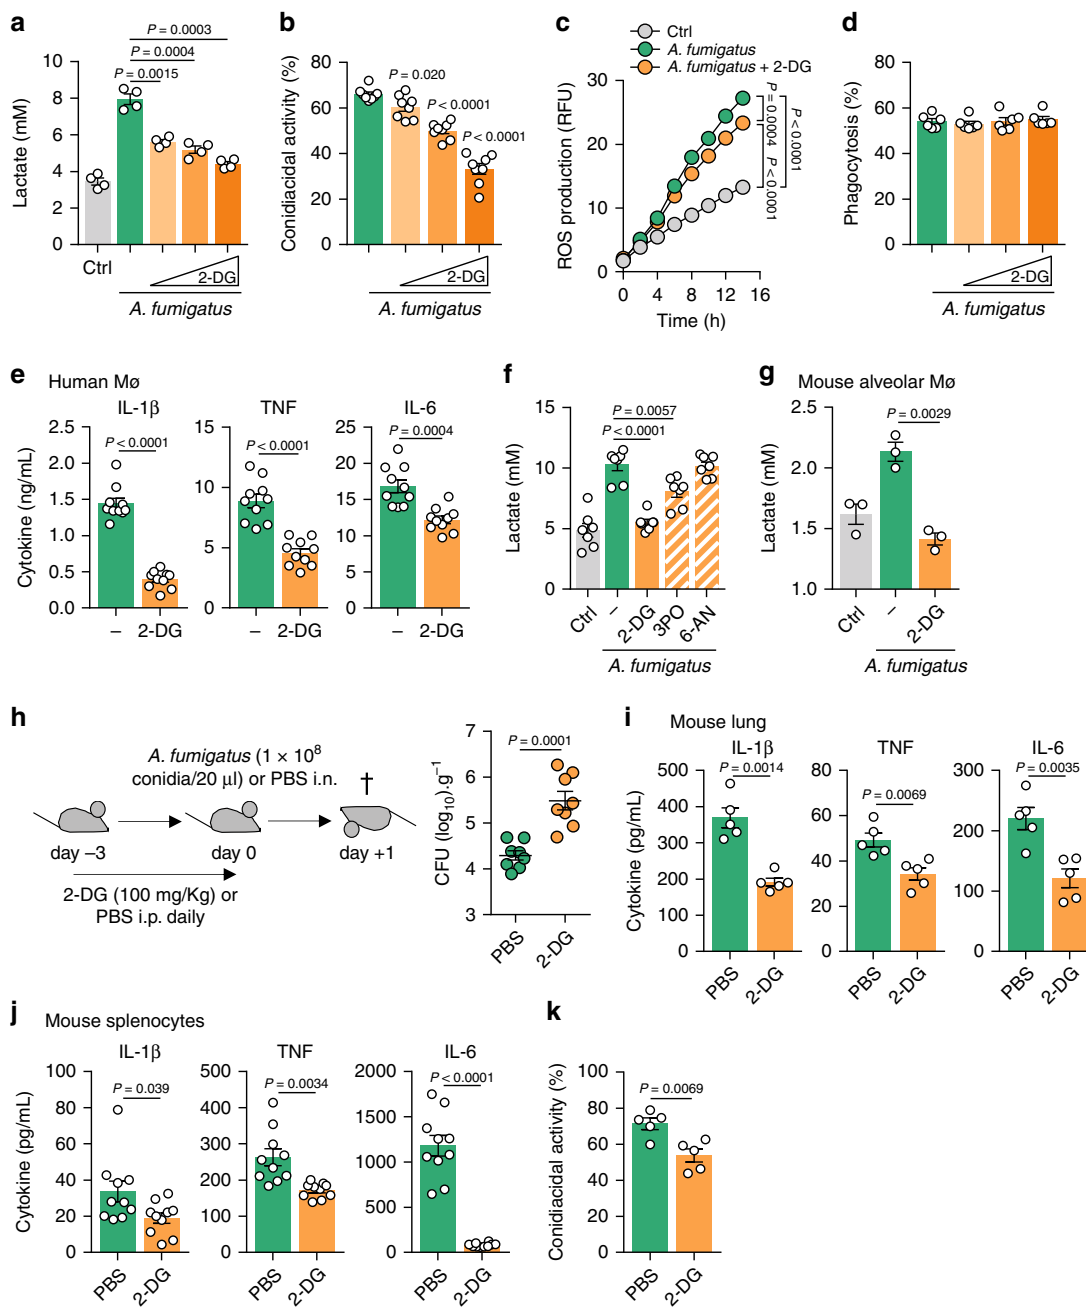 a
P = 0.0003
P = 0.0004
P = 0.0015
Lactate (mM)
10
8
6
4
2
0
Ctrl
2-DG
A. fumigatus
b
Conidiacidal activity (%)
80
60
40
20
0
P = 0.020
P < 0.0001
P < 0.0001
2-DG
A. fumigatus
c
Ctrl
A. fumigatus
A. fumigatus + 2-DG
ROS production (RFU)
30
20
10
0
0 4 8 12 16
Time (h)
P = 0.0004
P < 0.0001
P < 0.0001
d
Phagocytosis (%)
80
60
40
20
0
2-DG
A. fumigatus
e Human Mø
IL-1β
Cytokine (ng/mL)
2.5
2.0
1.5
1.0
0.5
0.0
P < 0.0001
– 2-DG
TNF
15
10
5
0
P < 0.0001
– 2-DG
IL-6
25
20
15
10
5
0
P = 0.0004
– 2-DG
f
Lactate (mM)
15
10
5
0
P = 0.0057
P < 0.0001
Ctrl
–
2-DG
3PO
6-AN
A. fumigatus
g Mouse alveolar Mø
Lactate (mM)
2.5
2.0
1.5
1.0
P = 0.0029
Ctrl
–
2-DG
A. fumigatus
h
A. fumigatus (1 × 10⁸
conidia/20 µl) or PBS i.n.
†
day –3 day 0 day +1
2-DG (100 mg/Kg) or
PBS i.p. daily
CFU (log₁₀).g⁻¹
7
6
5
4
3
P = 0.0001
PBS
2-DG
i Mouse lung
IL-1β
Cytokine (pg/mL)
500
400
300
200
100
0
P = 0.0014
PBS
2-DG
TNF
80
60
40
20
0
P = 0.0069
PBS
2-DG
IL-6
300
200
100
0
P = 0.0035
PBS
2-DG
j Mouse splenocytes
IL-1β
Cytokine (pg/mL)
100
80
60
40
20
0
P = 0.039
PBS
2-DG
TNF
500
400
300
200
100
0
P = 0.0034
PBS
2-DG
IL-6
2000
1500
1000
500
0
P < 0.0001
PBS
2-DG
k
Conidiacidal activity (%)
100
80
60
40
20
0
P = 0.0069
PBS
2-DG